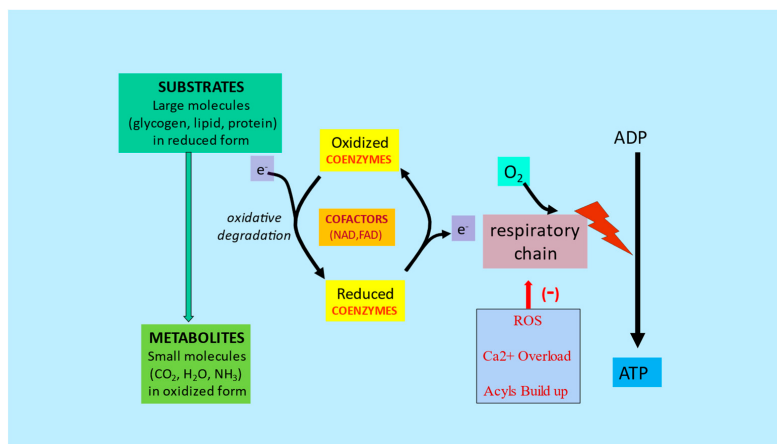 SUBSTRATES
Large molecules
(glycogen, lipid, protein)
in reduced form
e-
oxidative
degradation
Oxidized
COENZYMES
COFACTORS
(NAD,FAD)
Reduced
COENZYMES
e-
O₂
respiratory
chain
(-)
ROS
Ca2+ Overload
Acyls Build up
ADP
ATP
METABOLITES
Small molecules
(CO₂, H₂O, NH₃)
in oxidized form